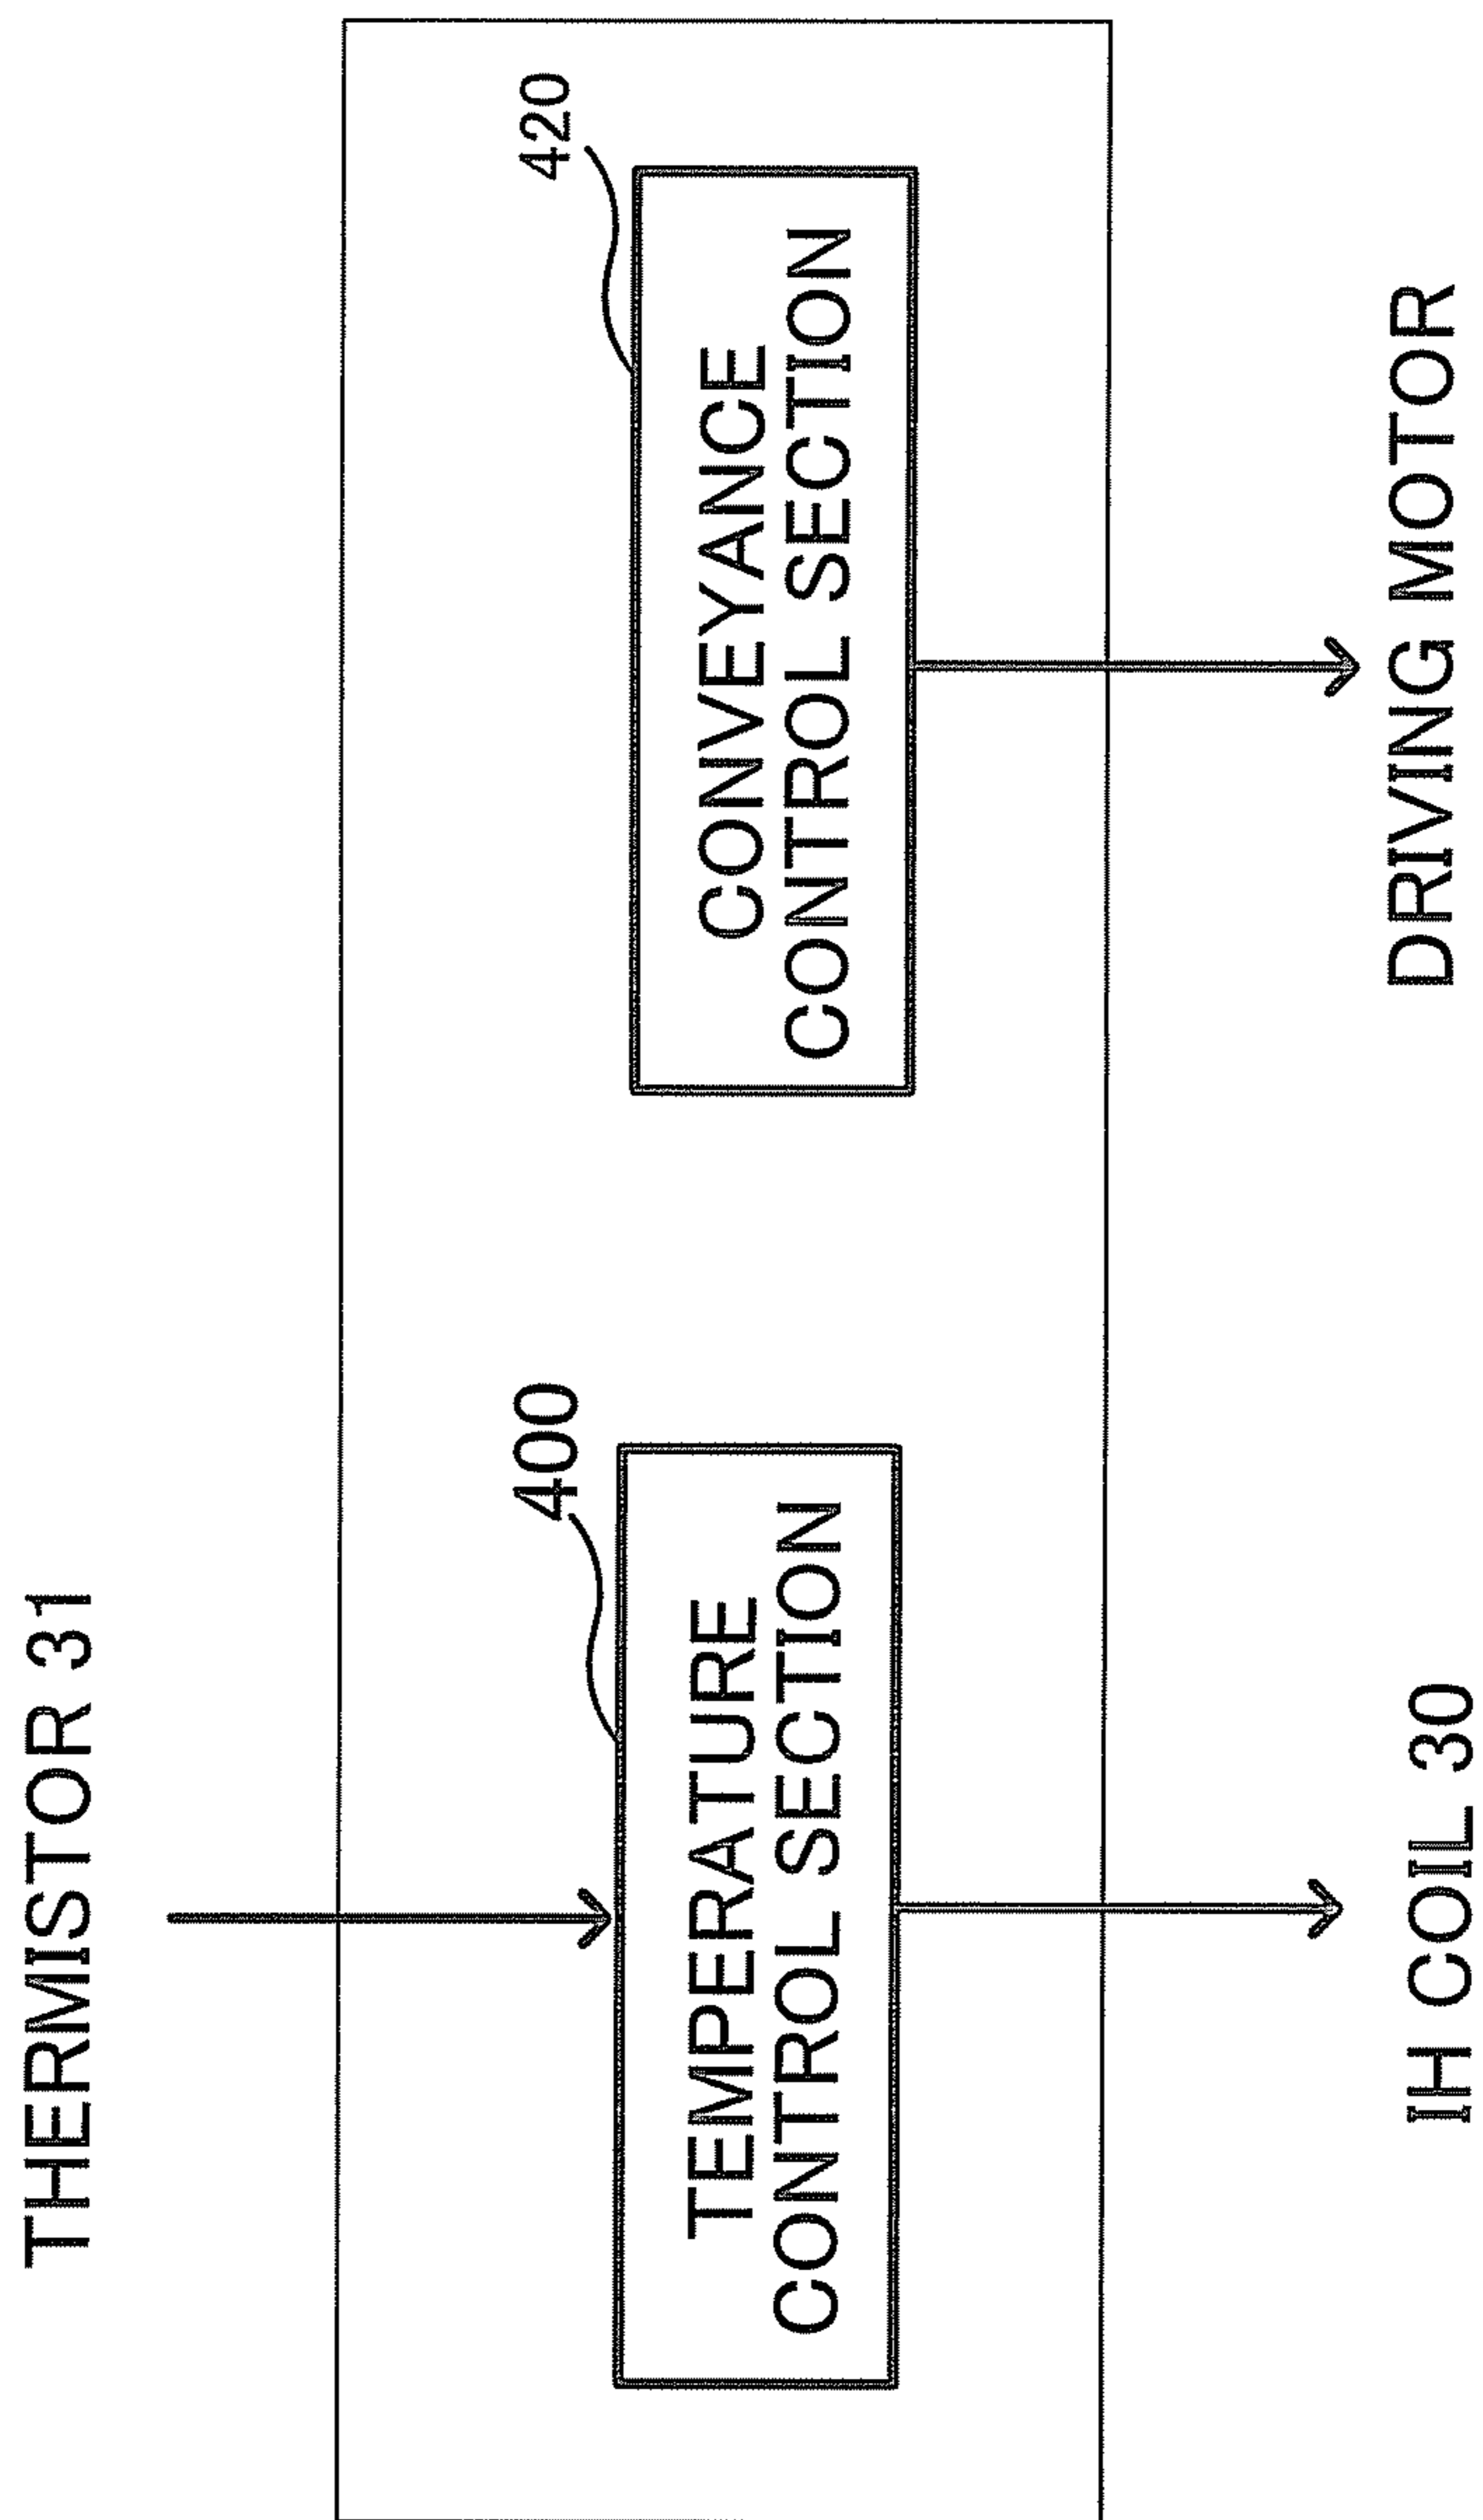 THERMISTOR 31
400
TEMPERATURE
CONTROL SECTION
420
CONVEYANCE
CONTROL SECTION
IH COIL 30
DRIVING MOTOR